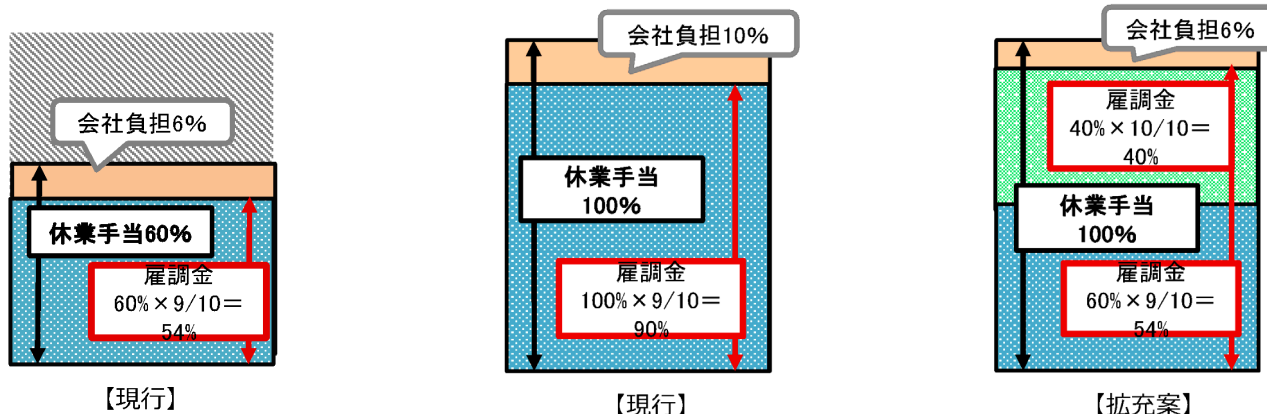 会社負担6%
休業手当60%
雇調金
60%×9/10＝
54%
【現行】
会社負担10%
休業手当
100%
雇調金
100%×9/10＝
90%
【現行】
会社負担6%
雇調金
40%×10/10＝
40%
休業手当
100%
雇調金
60%×9/10＝
54%
【拡充案】